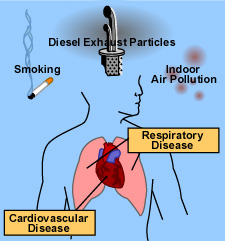 Diesel Exhaust Particles
Smoking
Indoor
Air Pollution
Respiratory
Disease
Cardiovascular
Disease